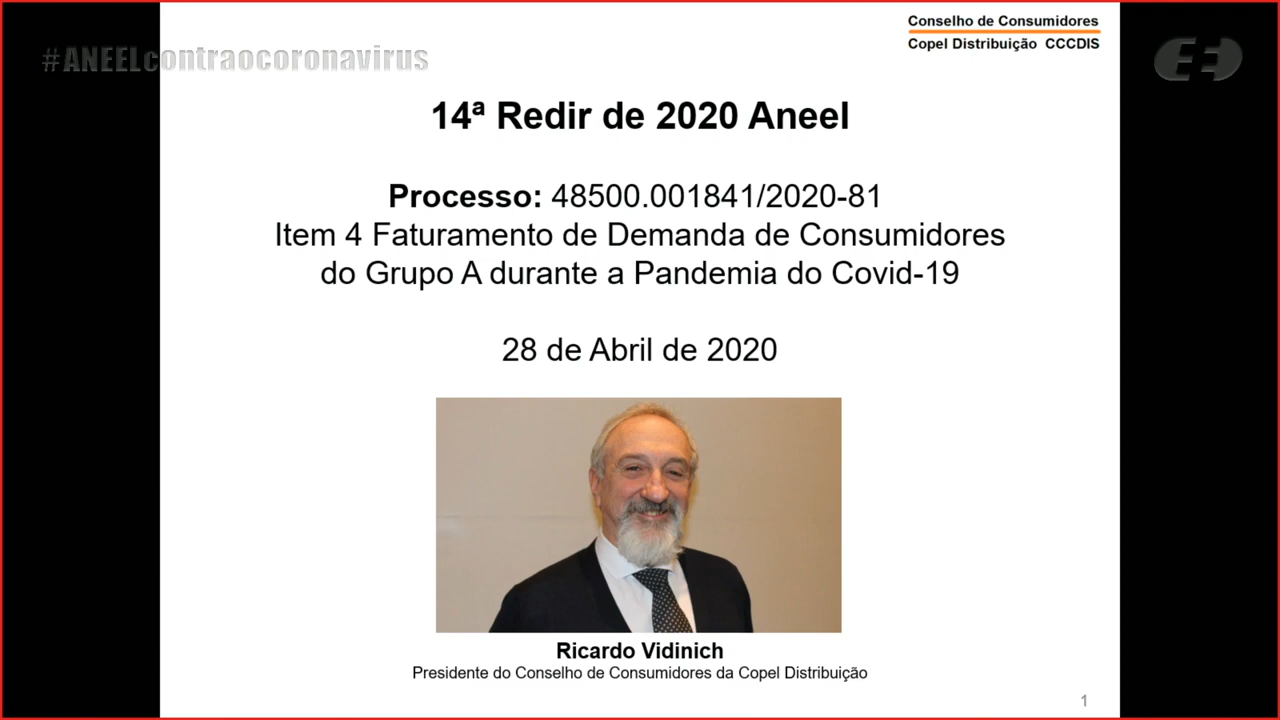 Conselho de Consumidores
Copel Distribuição CCCDIS
#ANEELcontraocoronavirus
14ª Redir de 2020 Aneel
Processo: 48500.001841/2020-81
Item 4 Faturamento de Demanda de Consumidores
do Grupo A durante a Pandemia do Covid-19
28 de Abril de 2020
Ricardo Vidinich
Presidente do Conselho de Consumidores da Copel Distribuição
1